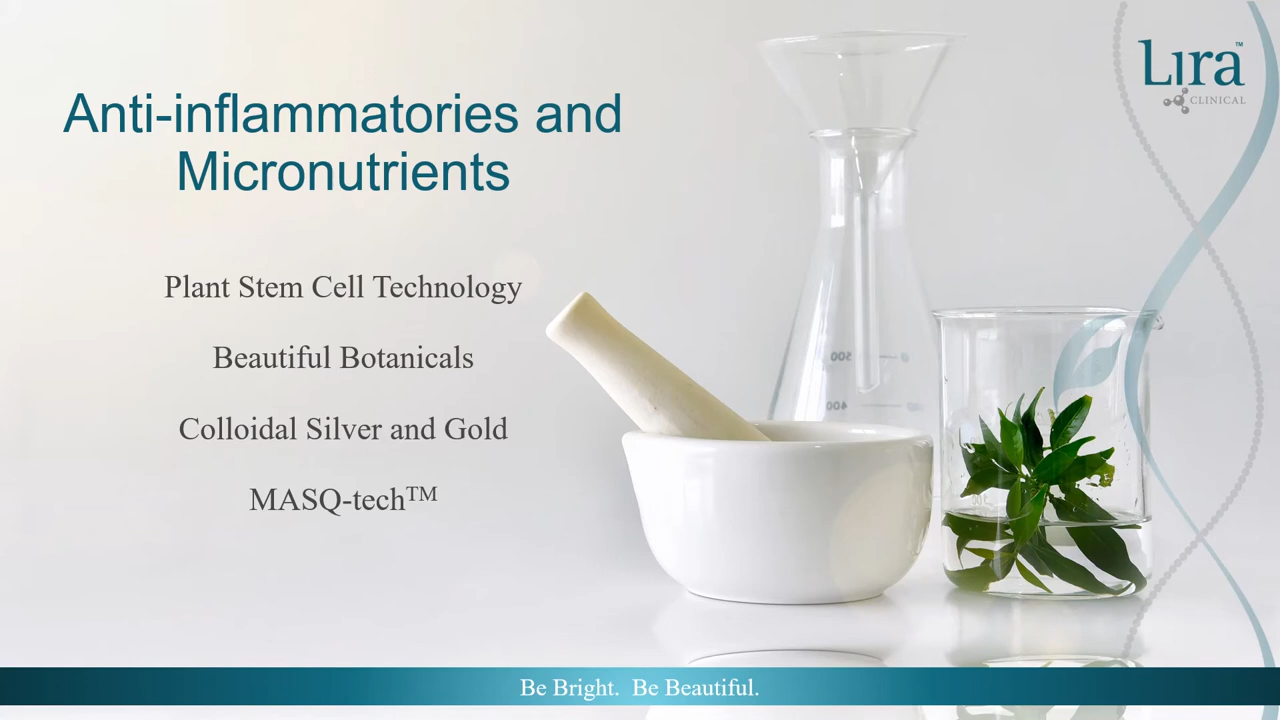 Anti-inflammatories and
Micronutrients
Plant Stem Cell Technology
Beautiful Botanicals
Colloidal Silver and Gold
MASQ-tech™
Lira™
CLINICAL
500
400
Be Bright.  Be Beautiful.